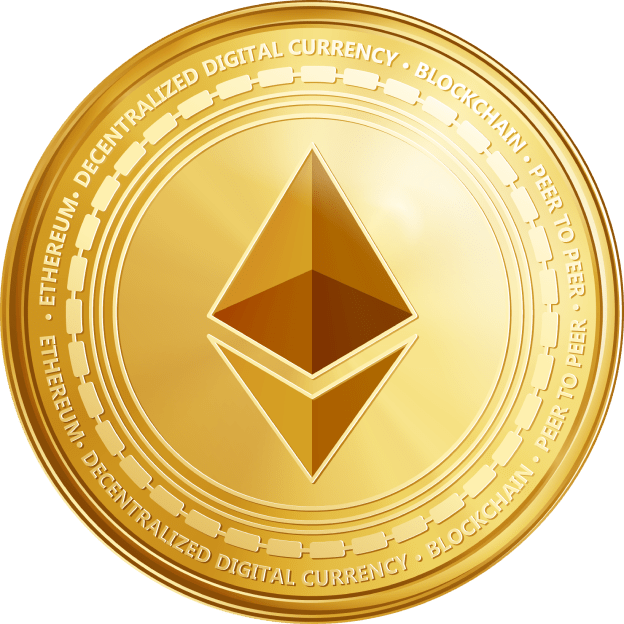 • ETHEREUM• DECENTRALIZED DIGITAL CURRENCY • BLOCKCHAIN • PEER TO PEER •
ETHEREUM• DECENTRALIZED DIGITAL CURRENCY • BLOCKCHAIN • PEER TO PEER